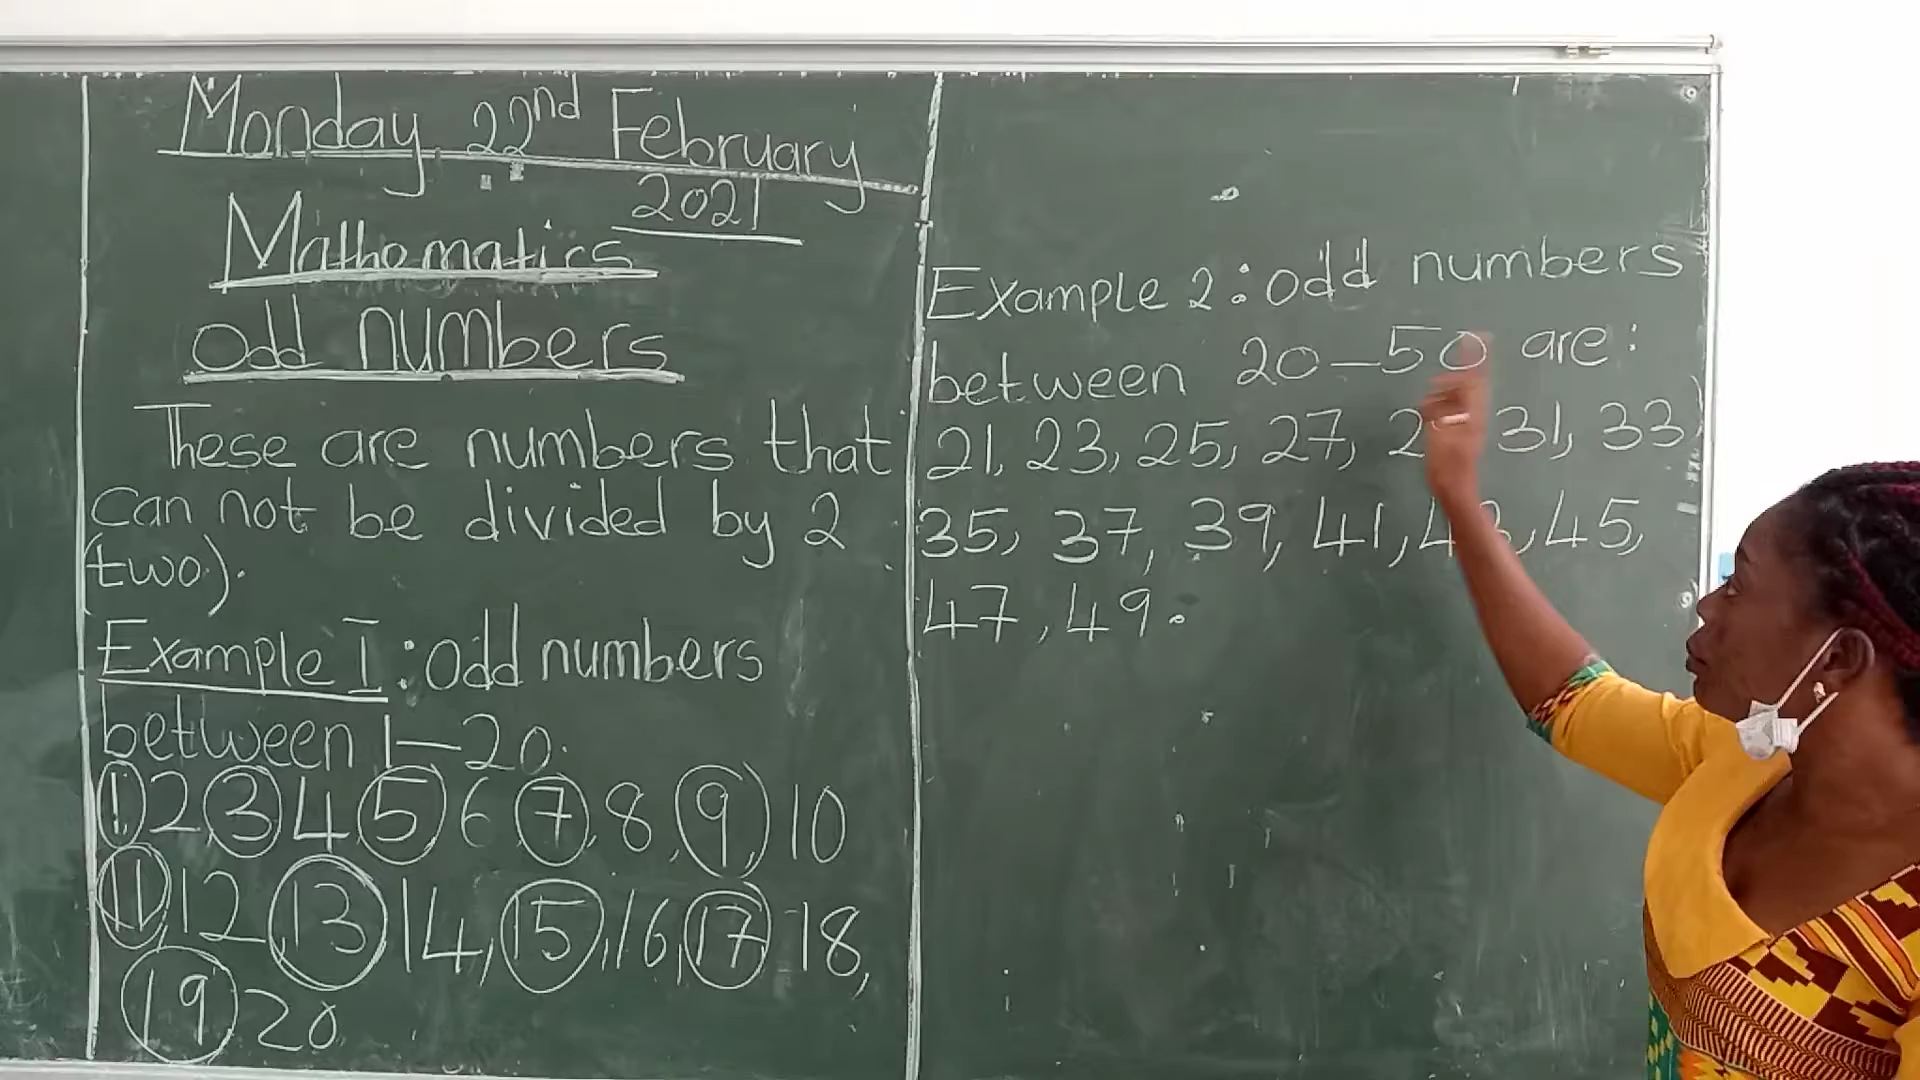 Monday 22nd February
2021
Mathematics
Odd numbers
These are numbers that
can not be divided by 2
(two).
Example I: Odd numbers
between 1-20.
1, 2, 3, 4, 5, 6, 7, 8, 9, 10
11, 12, 13, 14, 15, 16, 17, 18,
19 20
Example 2: odd numbers
between 20-50 are:
21, 23, 25, 27, 31, 33,
35, 37, 39, 41, 45,
47, 49.